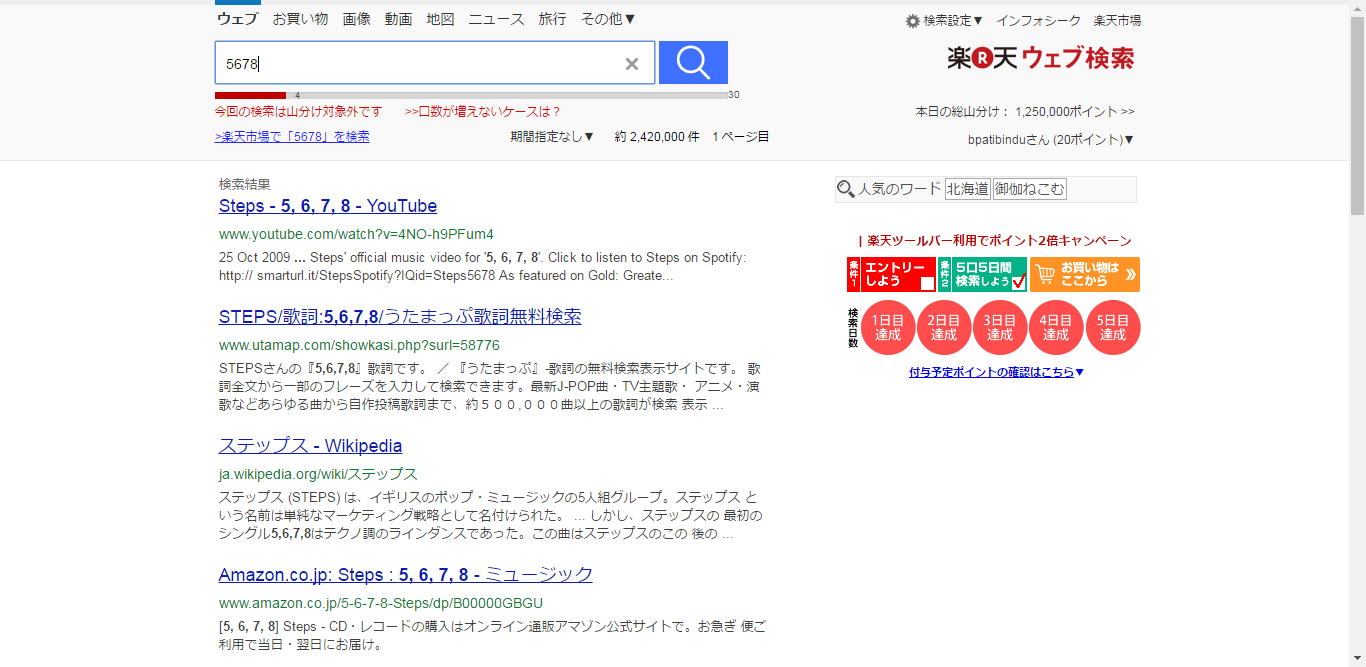 ウェブ お買い物 画像 動画 地図 ニュース 旅行 その他▼
検索設定▼ インフォシーク 楽天市場
5678
楽天 ウェブ検索
4 30
今回の検索は山分け対象外です >>口数が増えないケースは？
本日の総山分け： 1,250,000ポイント >>
>楽天市場で「5678」を検索
期間指定なし▼ 約 2,420,000 件 1 ページ目
bpatibinduさん (20ポイント)▼
検索結果
Steps - 5, 6, 7, 8 - YouTube
www.youtube.com/watch?v=4NO-h9PFum4
25 Oct 2009 ... Steps' official music video for '5, 6, 7, 8'. Click to listen to Steps on Spotify:
http:// smarturl.it/StepsSpotify?IQid=Steps5678 As featured on Gold: Greate...
STEPS/歌詞:5,6,7,8/うたまっぷ歌詞無料検索
www.utamap.com/showkasi.php?surl=58776
STEPSさんの『5,6,7,8』歌詞です。 ／ 『うたまっぷ』-歌詞の無料検索表示サイトです。 歌
詞全文から一部のフレーズを入力して検索できます。最新J-POP曲・TV主題歌・ アニメ・演
歌などあらゆる曲から自作投稿歌詞まで、約５００,０００曲以上の歌詞が検索 表示 ...
ステップス - Wikipedia
ja.wikipedia.org/wiki/ステップス
ステップス (STEPS) は、イギリスのポップ・ミュージックの5人組グループ。ステップス と
いう名前は単純なマーケティング戦略として名付けられた。 ... しかし、ステップスの 最初の
シングル5,6,7,8はテクノ調のラインダンスであった。この曲はステップスのこの 後の ...
Amazon.co.jp: Steps : 5, 6, 7, 8 - ミュージック
www.amazon.co.jp/5-6-7-8-Steps/dp/B00000GBGU
[5, 6, 7, 8] Steps - CD・レコードの購入はオンライン通販アマゾン公式サイトで。お急ぎ 便ご
利用で当日・翌日にお届け。
人気のワード 北海道 御伽ねこむ
| 楽天ツールバー利用でポイント2倍キャンペーン
条件1 エントリーしよう
条件2 5口5日間検索しよう
お買い物はここから »
検索日数
1日目達成
2日目達成
3日目達成
4日目達成
5日目達成
付与予定ポイントの確認はこちら▼